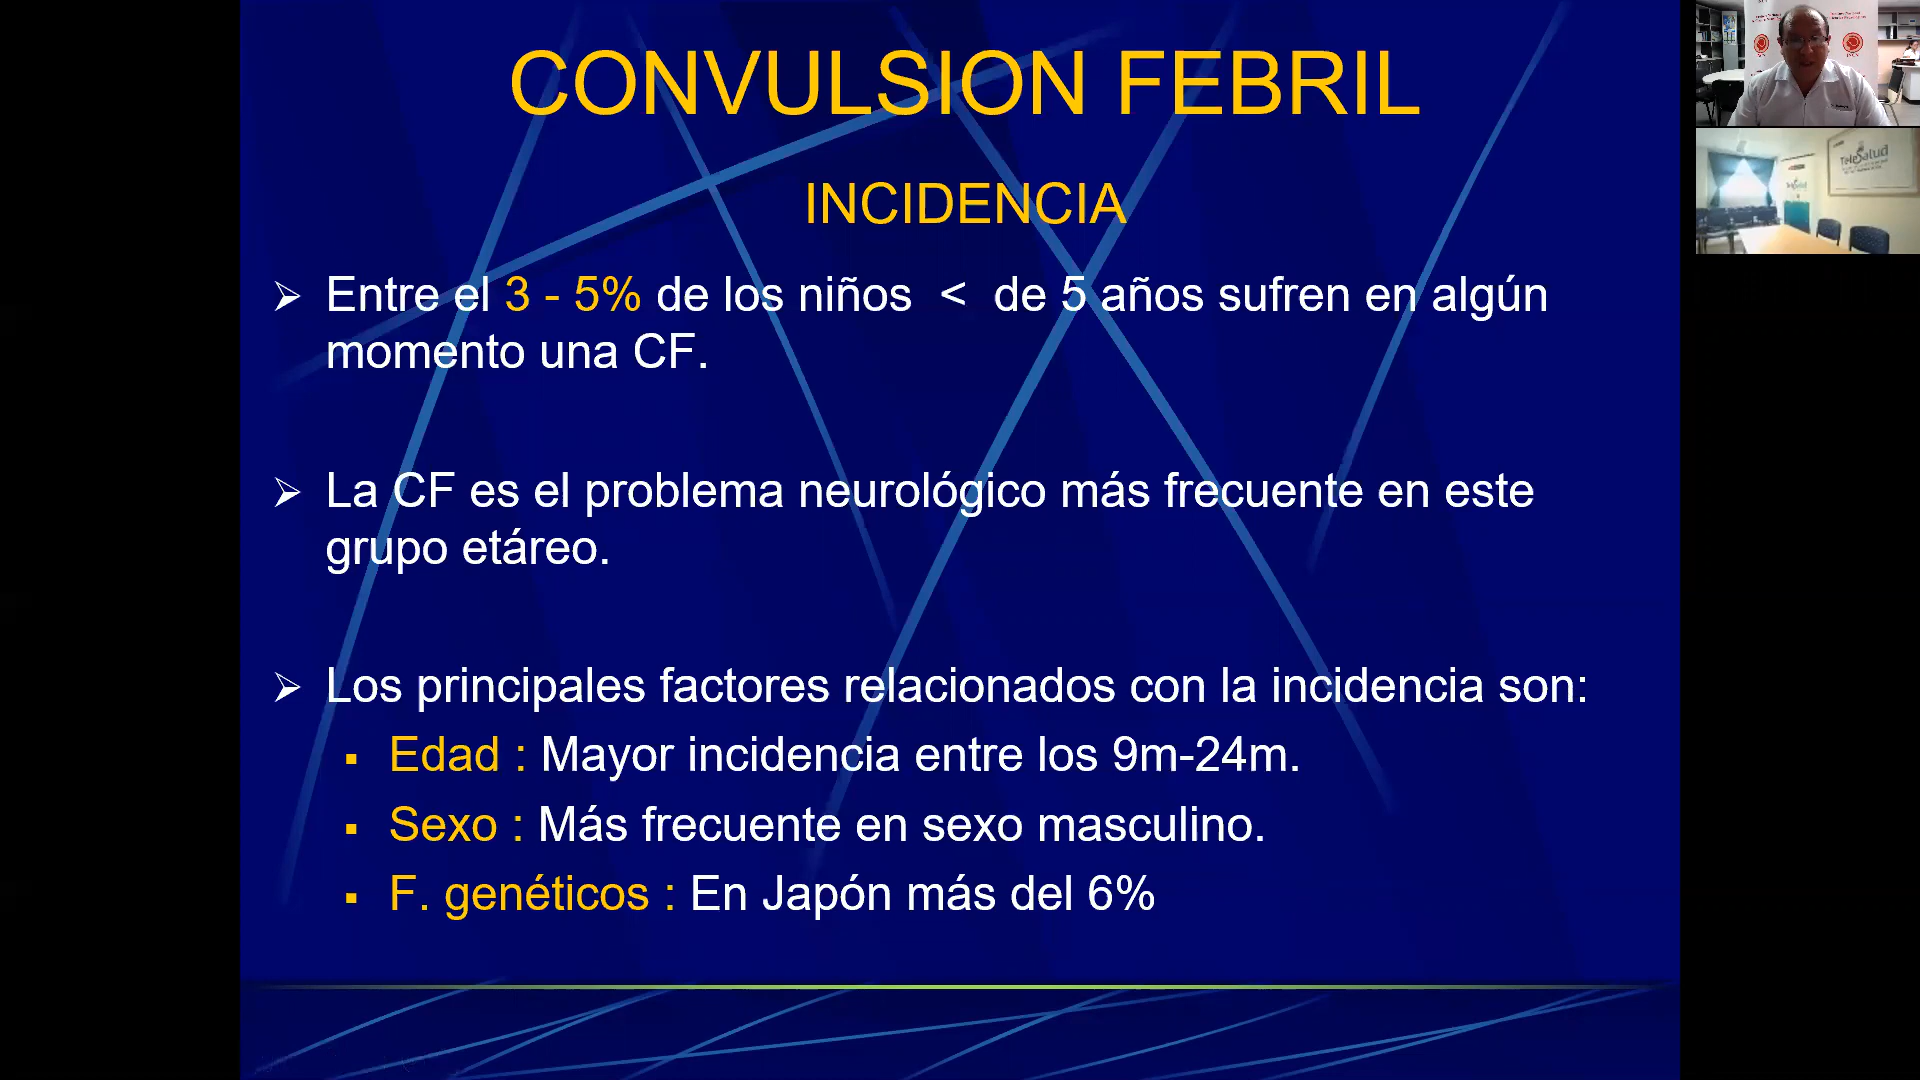 CONVULSION FEBRIL
INCIDENCIA
Entre el 3 - 5% de los niños < de 5 años sufren en algún
momento una CF.
La CF es el problema neurológico más frecuente en este
grupo etáreo.
Los principales factores relacionados con la incidencia son:
Edad : Mayor incidencia entre los 9m-24m.
Sexo : Más frecuente en sexo masculino.
F. genéticos : En Japón más del 6%
TeleSalud